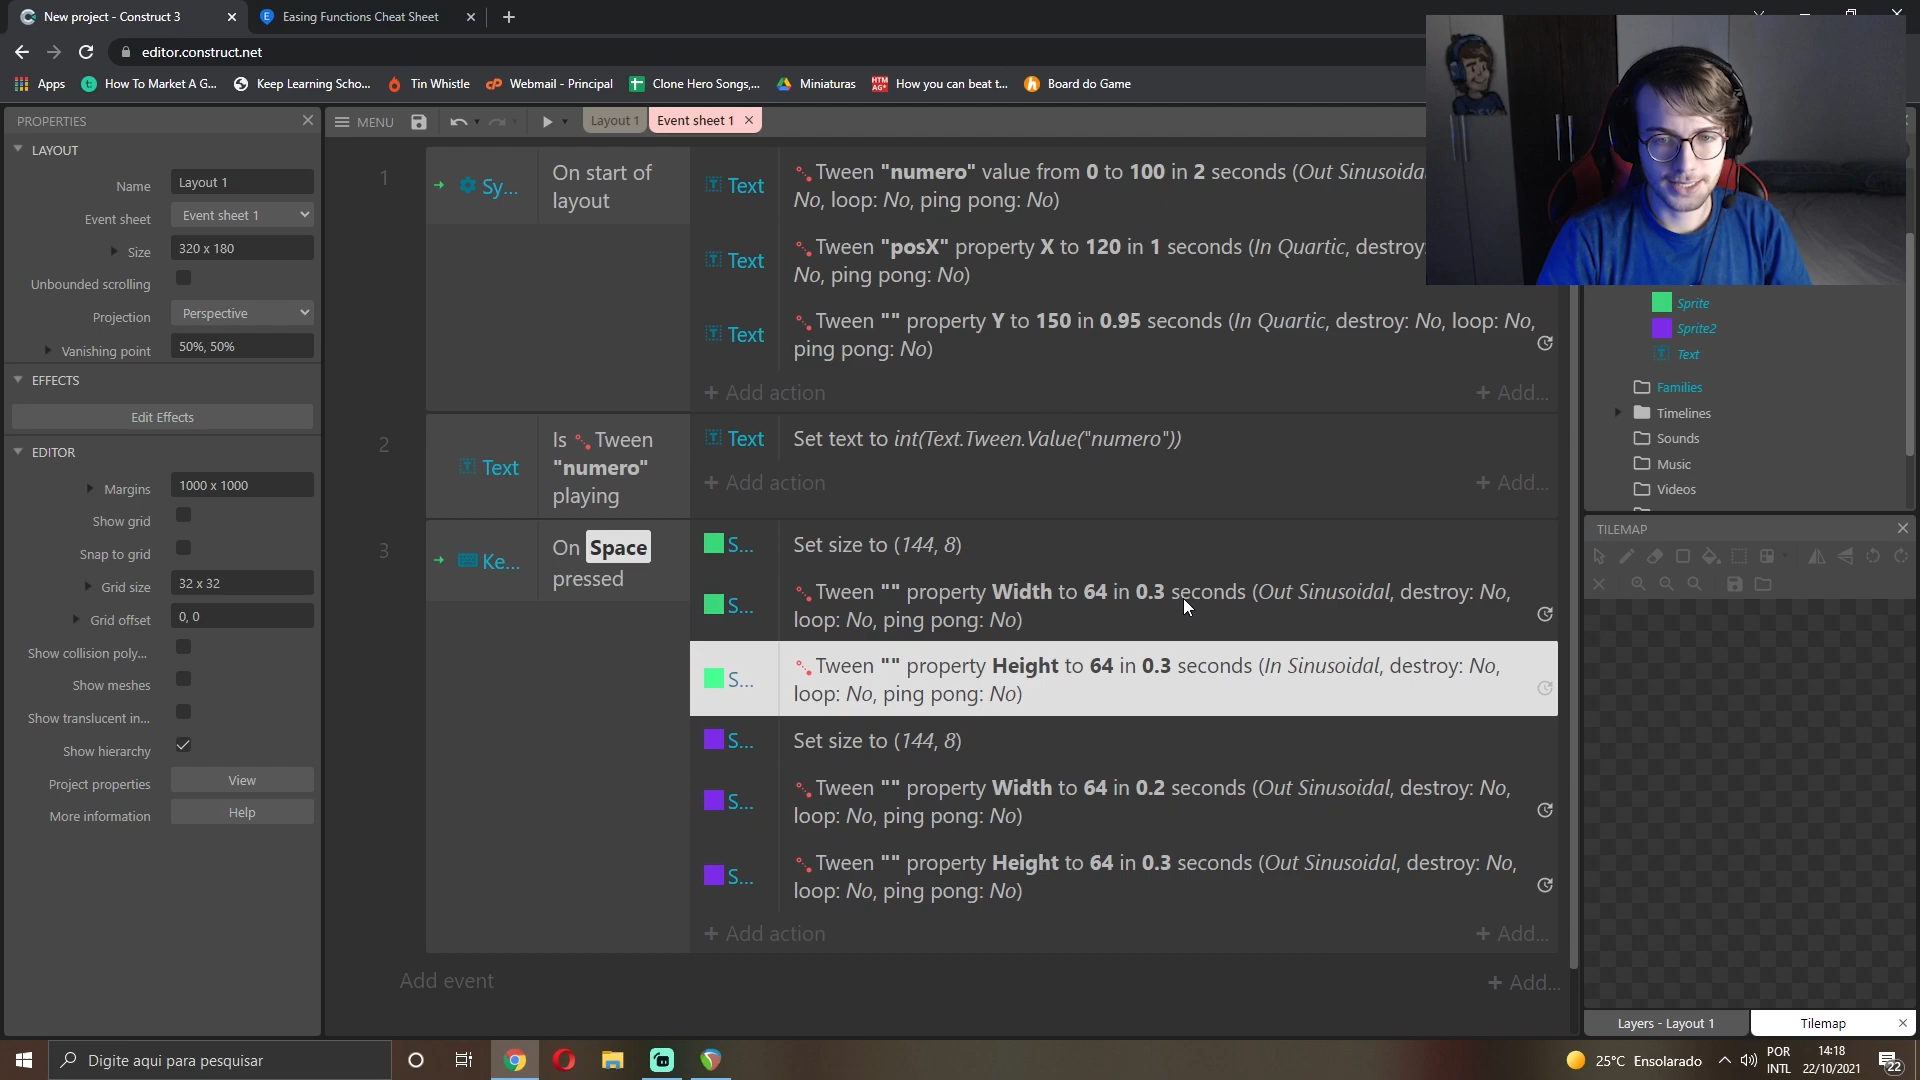 New project - Construct 3
Easing Functions Cheat Sheet
editor.construct.net
Apps
How To Market A G...
Keep Learning Scho...
Tin Whistle
Webmail - Principal
Clone Hero Songs,...
Miniaturas
HTM AG*
How you can beat t...
Board do Game
PROPERTIES
MENU
Layout 1
Event sheet 1
LAYOUT
Name
Layout 1
Event sheet
Event sheet 1
Size
320 x 180
Unbounded scrolling
Projection
Perspective
Vanishing point
50%, 50%
EFFECTS
Edit Effects
EDITOR
Margins
1000 x 1000
Show grid
Snap to grid
Grid size
32 x 32
Grid offset
0, 0
Show collision poly...
Show meshes
Show translucent in...
Show hierarchy
Project properties
View
More information
Help
1
Sy...
On start of
layout
Text
Tween "numero" value from 0 to 100 in 2 seconds (Out Sinusoidal
No, loop: No, ping pong: No)
Text
Tween "posX" property X to 120 in 1 seconds (In Quartic, destroy:
No, ping pong: No)
Text
Tween "" property Y to 150 in 0.95 seconds (In Quartic, destroy: No, loop: No,
ping pong: No)
+ Add action
+ Add...
2
Text
Is Tween
"numero"
playing
Text
Set text to int(Text.Tween.Value("numero"))
+ Add action
+ Add...
3
Ke...
On Space
pressed
S...
Set size to (144, 8)
S...
Tween "" property Width to 64 in 0.3 seconds (Out Sinusoidal, destroy: No,
loop: No, ping pong: No)
S...
Tween "" property Height to 64 in 0.3 seconds (In Sinusoidal, destroy: No,
loop: No, ping pong: No)
S...
Set size to (144, 8)
S...
Tween "" property Width to 64 in 0.2 seconds (Out Sinusoidal, destroy: No,
loop: No, ping pong: No)
S...
Tween "" property Height to 64 in 0.3 seconds (Out Sinusoidal, destroy: No,
loop: No, ping pong: No)
+ Add action
+ Add...
Add event
+ Add...
Sprite
Sprite2
Text
Families
Timelines
Sounds
Music
Videos
TILEMAP
Layers - Layout 1
Tilemap
Digite aqui para pesquisar
25°C Ensolarado
POR
INTL
14:18
22/10/2021
22